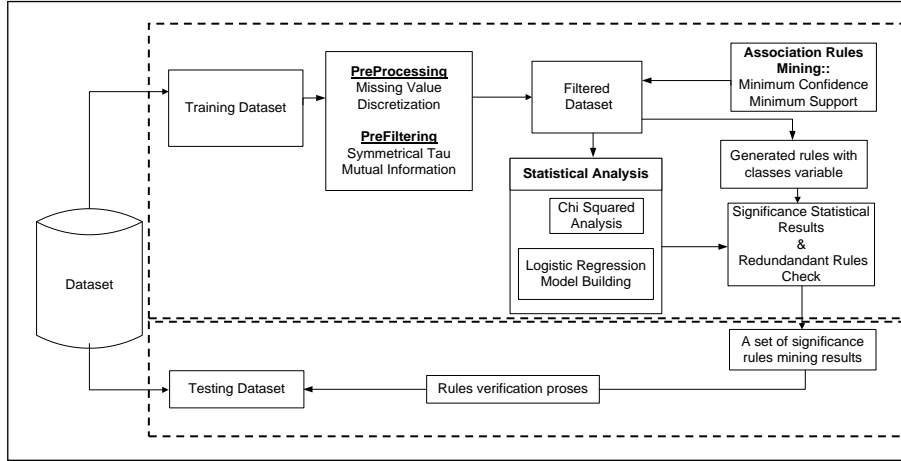 Dataset
Training Dataset
PreProcessing
Missing Value
Discretization
PreFiltering
Symmetrical Tau
Mutual Information
Filtered
Dataset
Association Rules
Mining::
Minimum Confidence
Minimum Support
Generated rules with
classes variable
Statistical Analysis
Chi Squared
Analysis
Logistic Regression
Model Building
Significance Statistical
Results
&
Redundandant Rules
Check
A set of significance
rules mining results
Rules verification proses
Testing Dataset